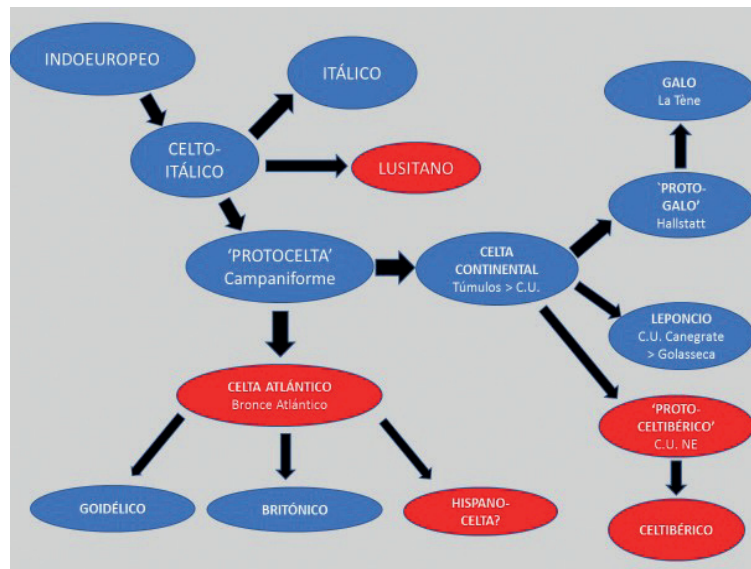 INDOEUROPEO
ITÁLICO
GALO
La Tène
CELTO-
ITÁLICO
LUSITANO
'PROTO-
GALO'
Hallstatt
'PROTOCELTA'
Campaniforme
CELTA
CONTINENTAL
Túmulos > C.U.
LEPONCIO
C.U. Canegrate
> Golasseca
CELTA ATLÁNTICO
Bronce Atlántico
'PROTO-
CELTIBÉRICO'
C.U. NE
GOIDÉLICO
BRITÓNICO
HISPANO-
CELTA?
CELTIBÉRICO